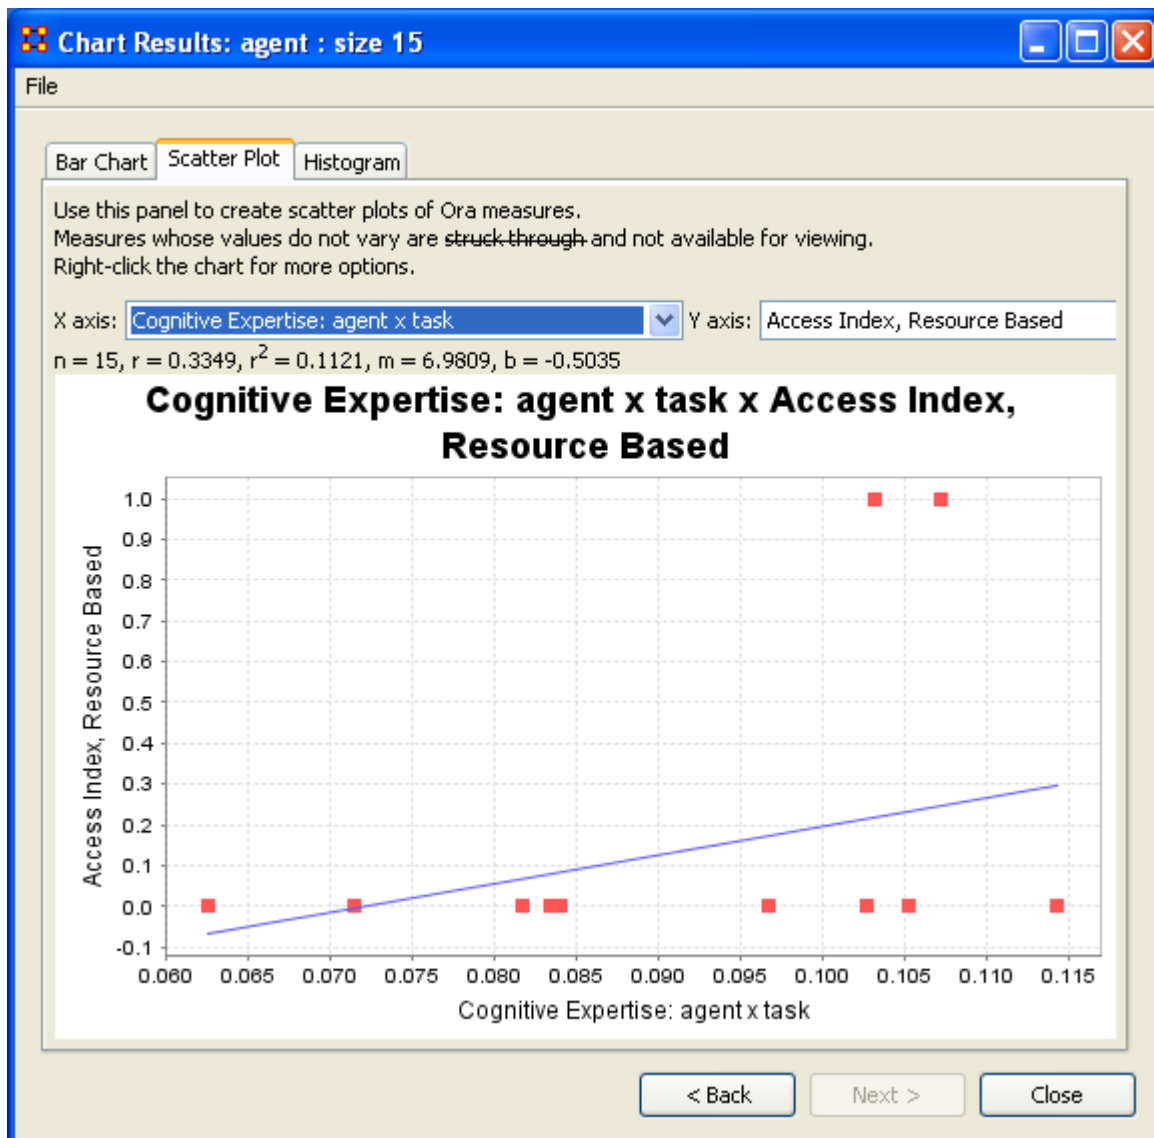 Chart Results: agent : size 15
File
Bar Chart Scatter Plot Histogram
Use this panel to create scatter plots of Ora measures.
Measures whose values do not vary are struck through and not available for viewing.
Right-click the chart for more options.
X axis: Cognitive Expertise: agent x task Y axis: Access Index, Resource Based
n = 15, r = 0.3349, r² = 0.1121, m = 6.9809, b = -0.5035
Cognitive Expertise: agent x task x Access Index,
Resource Based
Access Index, Resource Based
1.0
0.9
0.8
0.7
0.6
0.5
0.4
0.3
0.2
0.1
0.0
-0.1
0.060 0.065 0.070 0.075 0.080 0.085 0.090 0.095 0.100 0.105 0.110 0.115
Cognitive Expertise: agent x task
< Back Next > Close